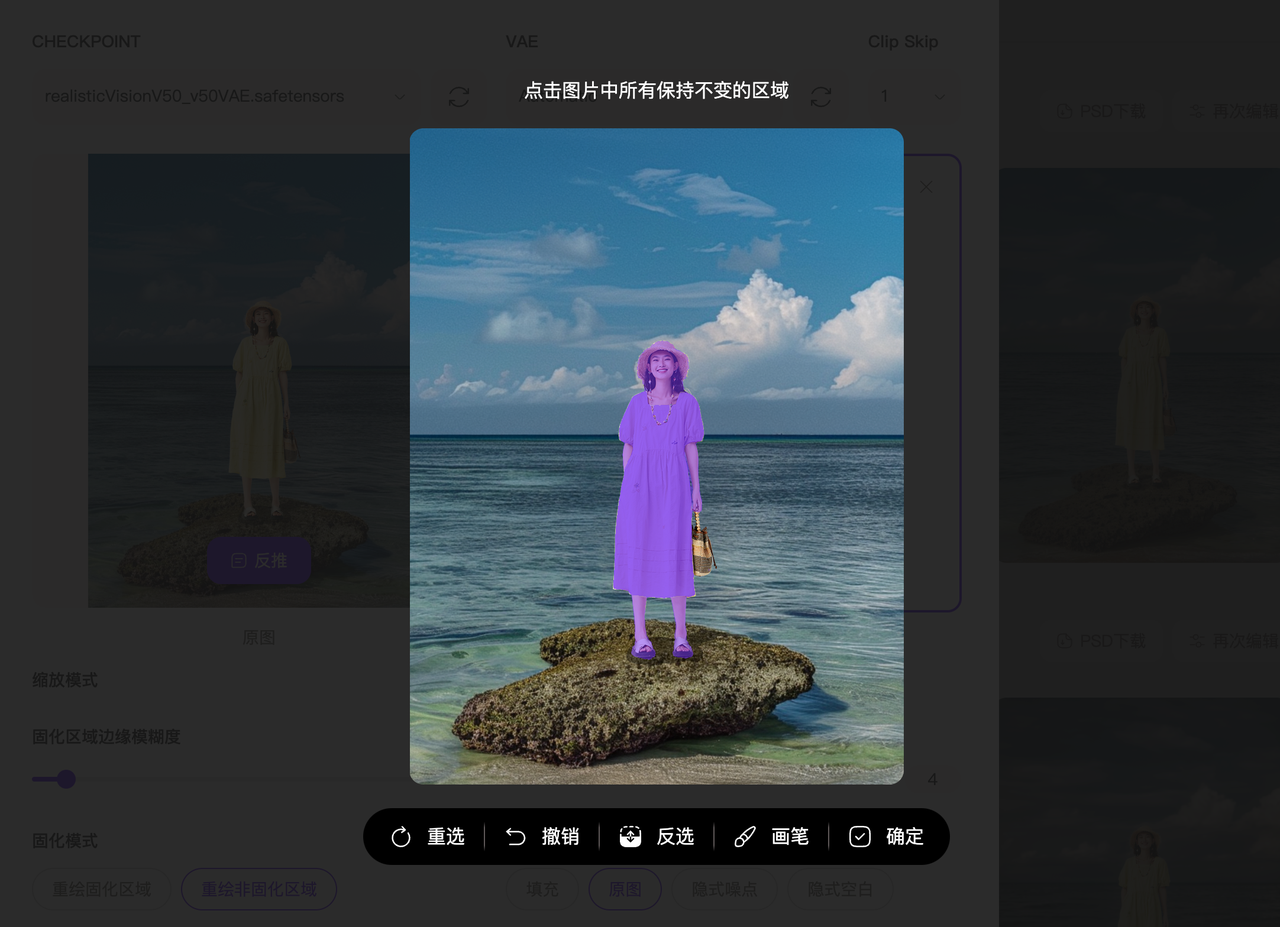 CHECKPOINT
VAE
Clip Skip
realisticVisionV50_v50VAE.safetensors
点击图片中所有保持不变的区域
1
PSD下载
再次编辑
反推
原图
PSD下载
再次编辑
缩放模式
固化区域边缘模糊度
4
重选
撤销
反选
画笔
确定
固化模式
重绘固化区域
重绘非固化区域
填充
原图
隐式噪点
隐式空白